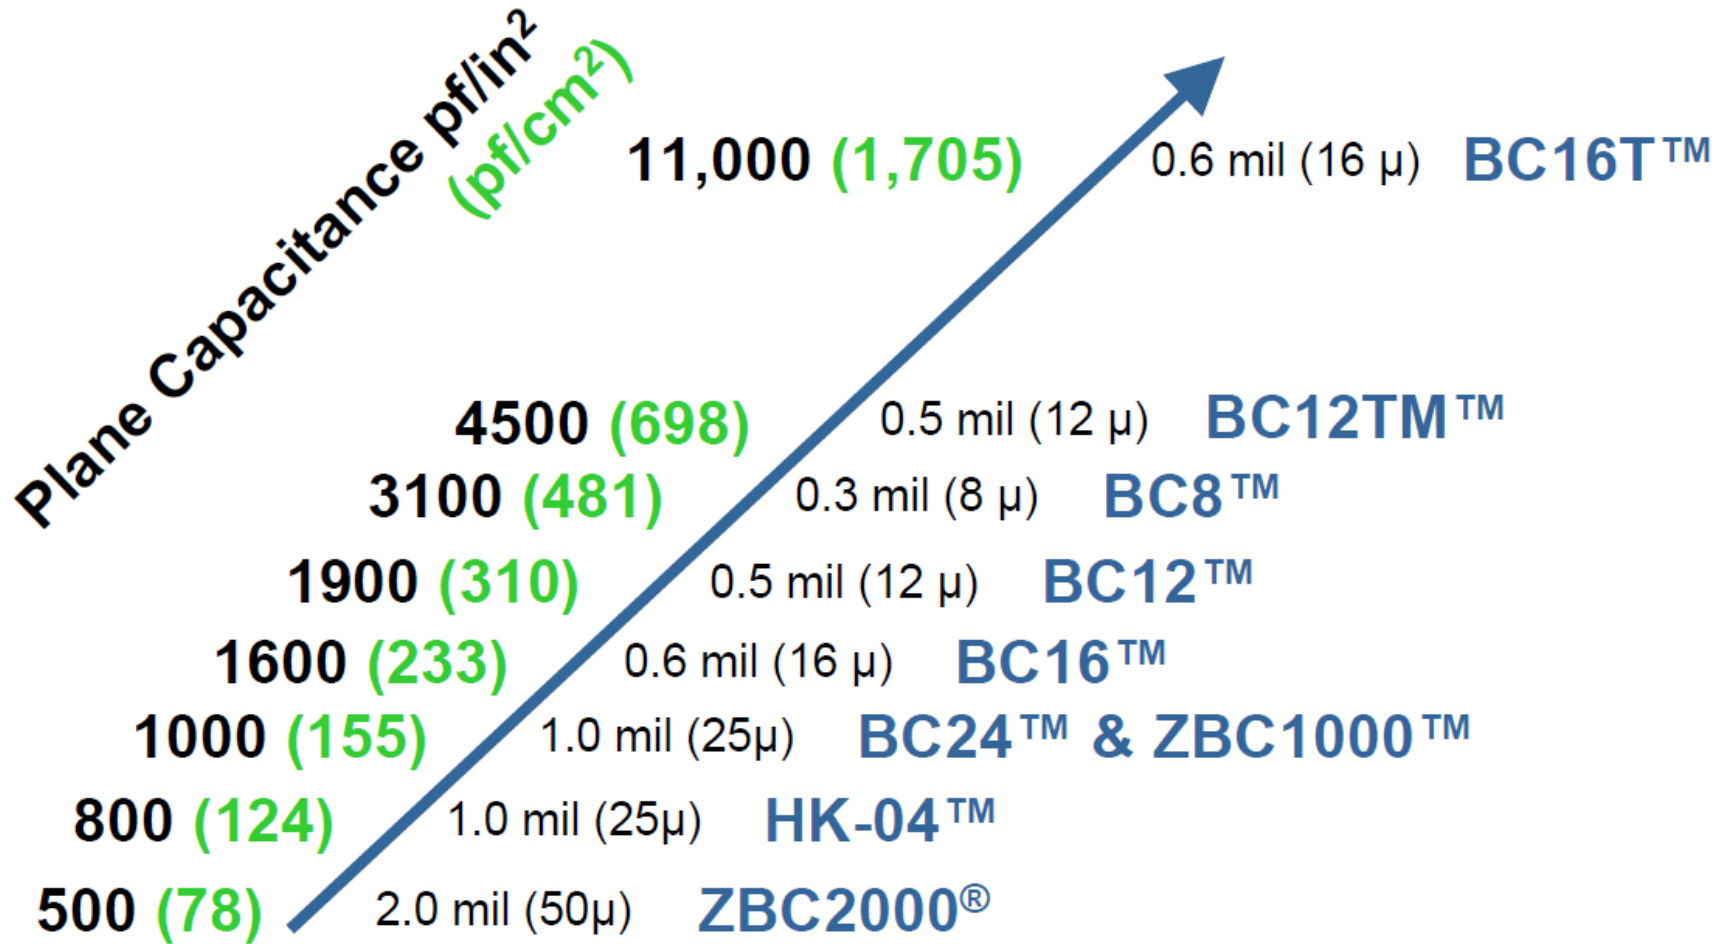 Plane Capacitance pf/in²
(pf/cm²)
11,000 (1,705) 0.6 mil (16 µ) BC16T™
4500 (698) 0.5 mil (12 µ) BC12TM™
3100 (481) 0.3 mil (8 µ) BC8™
1900 (310) 0.5 mil (12 µ) BC12™
1600 (233) 0.6 mil (16 µ) BC16™
1000 (155) 1.0 mil (25µ) BC24™ & ZBC1000™
800 (124) 1.0 mil (25µ) HK-04™
500 (78) 2.0 mil (50µ) ZBC2000®